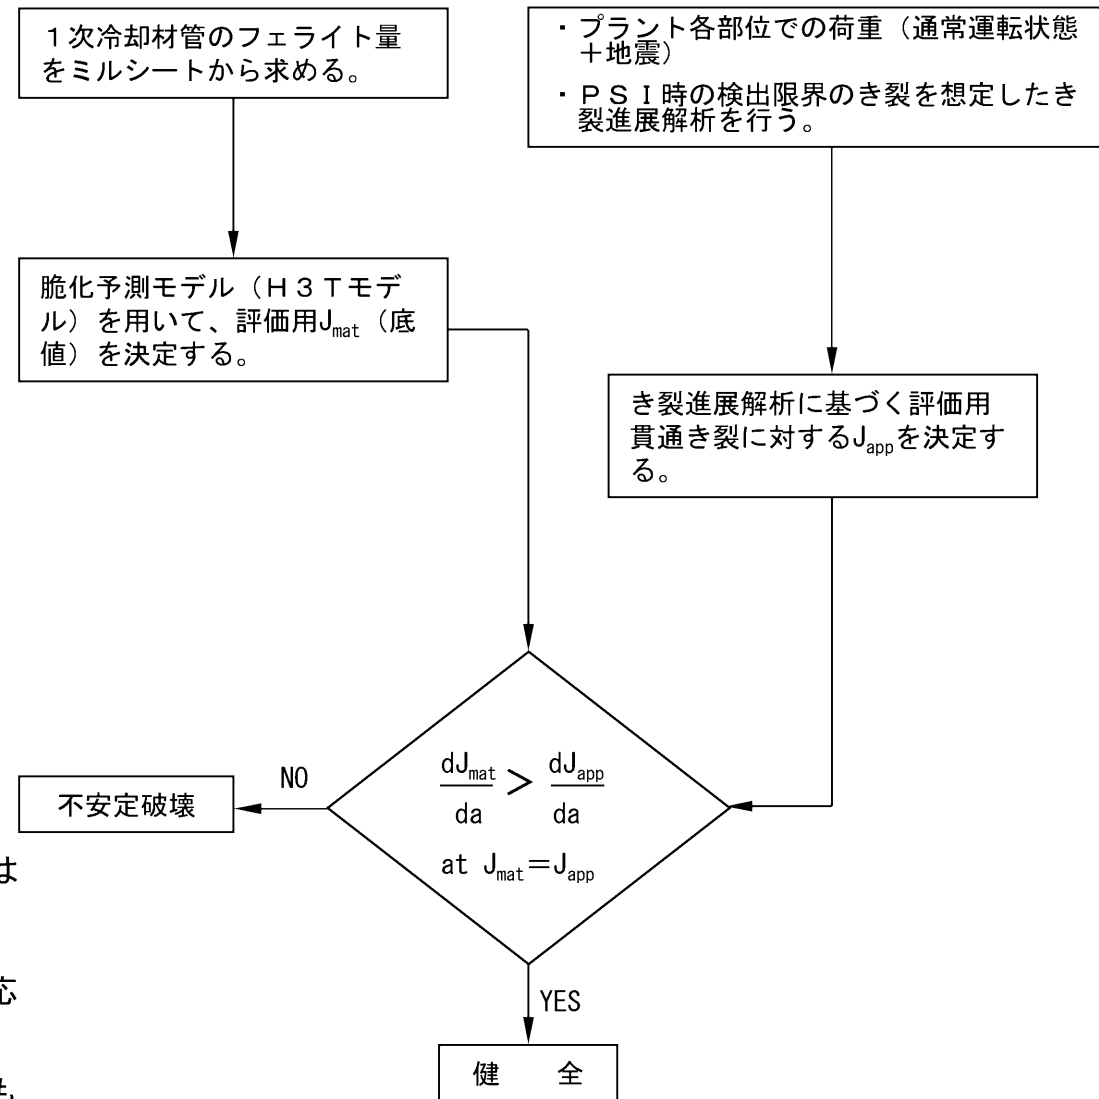 1次冷却材管のフェライト量
をミルシートから求める。
・プラント各部位での荷重（通常運転状態
＋地震）
・ＰＳＩ時の検出限界のき裂を想定したき
裂進展解析を行う。
脆化予測モデル（Ｈ３Ｔモデ
ル）を用いて、評価用Jmat（底
値）を決定する。
き裂進展解析に基づく評価用
貫通き裂に対するJappを決定す
る。
dJmat/da > dJapp/da
at Jmat＝Japp
NO
不安定破壊
YES
健　全
は
応